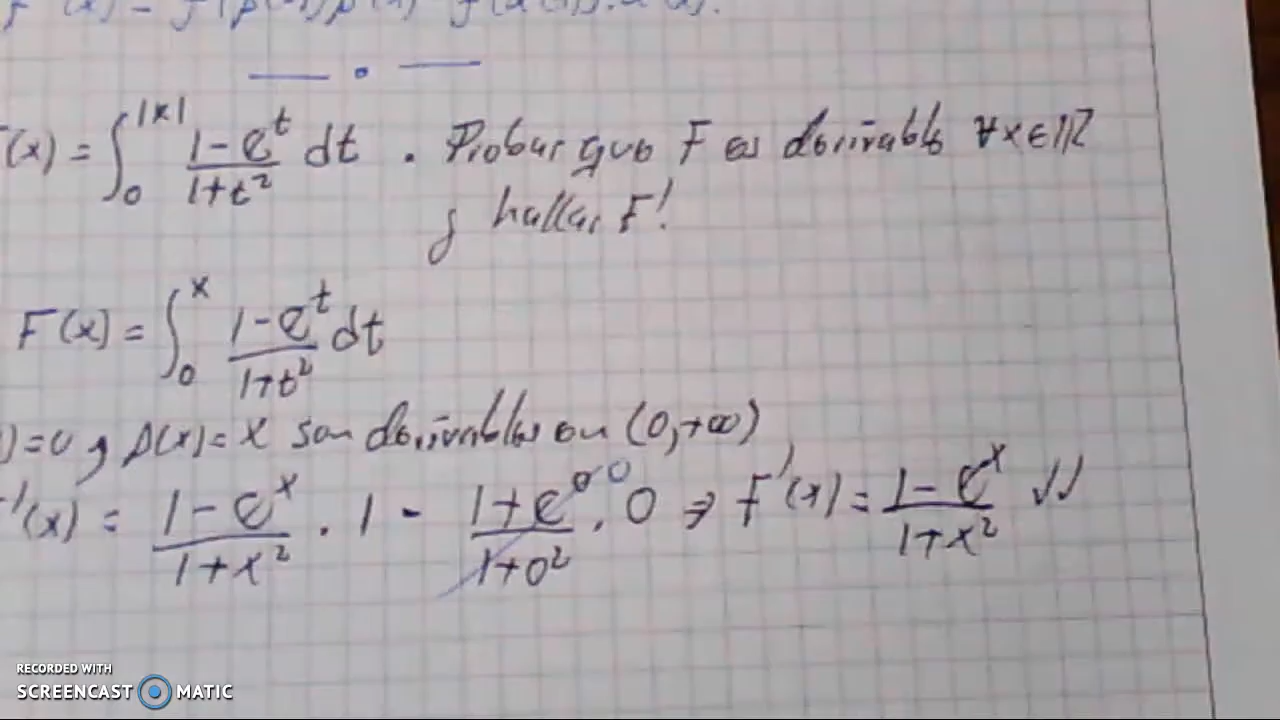 (x) = ∫₀^|x| (1-e^t)/(1+t²) dt . Probar que F es derivable ∀x∈ℝ
y hallar F'.
F(x) = ∫₀^x (1-e^t)/(1+t²) dt
)=0 y β(x)=x son derivables en (0,+∞)
'(x) = (1-e^x)/(1+x²) . 1 - (1+e^0)/(1+0²) . 0 ⇒ F'(x) = (1-e^x)/(1+x²)
RECORDED WITH
SCREENCAST MATIC